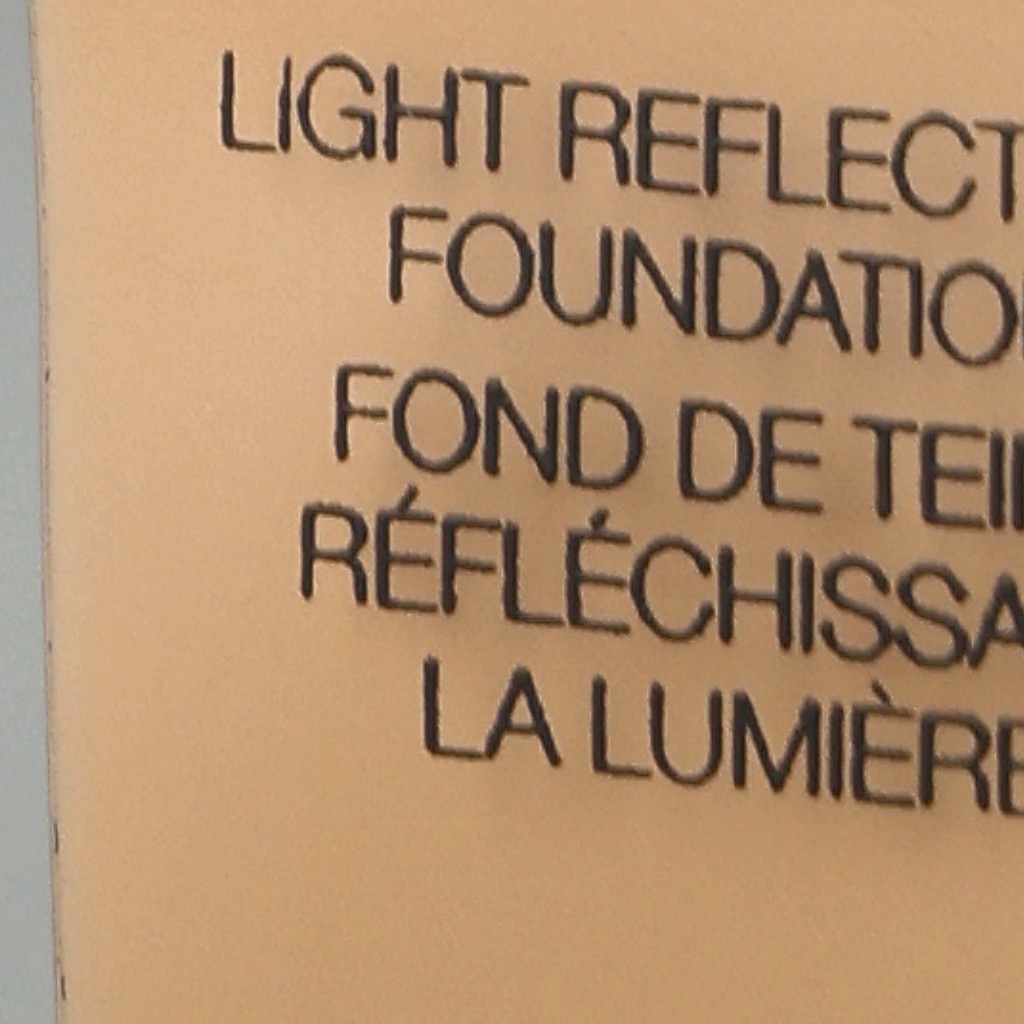 LIGHT REFLECT
FOUNDATIO
FOND DE TEI
RÉFLÉCHISSA
LA LUMIÈRE